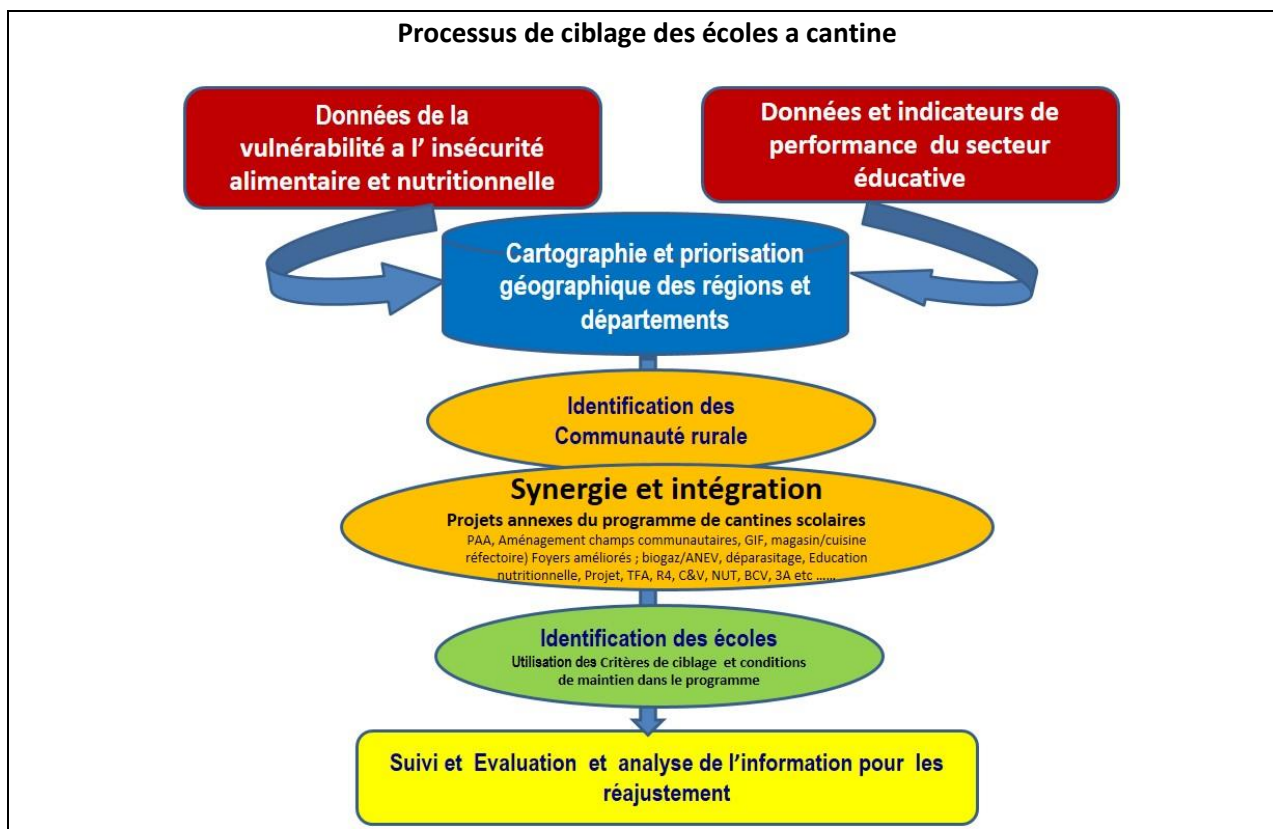 Processus de ciblage des écoles a cantine
Données de la
vulnérabilité a l' insécurité
alimentaire et nutritionnelle
Données et indicateurs de
performance du secteur
éducative
Cartographie et priorisation
géographique des régions et
départements
Identification des
Communauté rurale
Synergie et intégration
Projets annexes du programme de cantines scolaires
PAA, Aménagement champs communautaires, GIF, magasin/cuisine
réfectoire) Foyers améliorés ; biogaz/ANEV, déparasitage, Education
nutritionnelle, Projet, TFA, R4, C&V, NUT, BCV, 3A etc ......
Identification des écoles
Utilisation des Critères de ciblage et conditions
de maintien dans le programme
Suivi et Evaluation et analyse de l'information pour les
réajustement